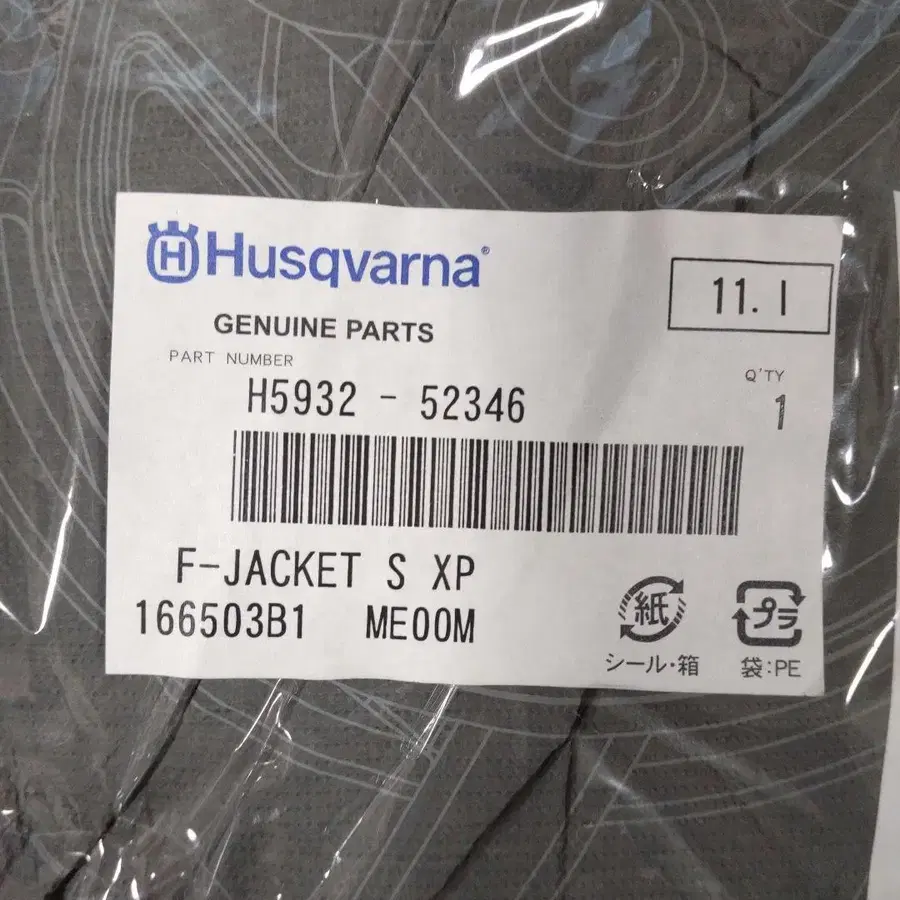 Husqvarna®
11. I
GENUINE PARTS
PART NUMBER
Q'TY
H5932 - 52346
1
F-JACKET S XP
166503B1 ME00M
紙
プラ
シール・箱
袋:PE